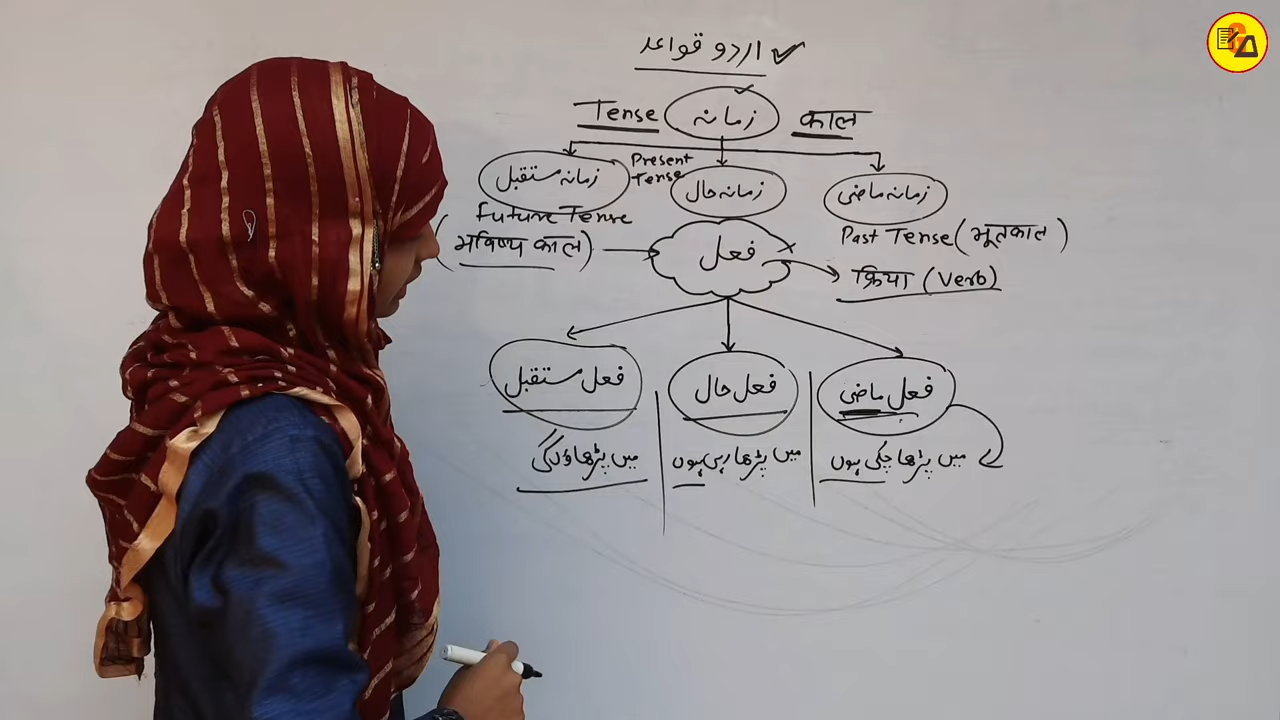 اردو قواعد
Tense زمانہ काल
زمانہ مستقبل Present Tense زمانہ حال زمانہ ماضی
Future Tense Past Tense (भूतकाल)
(भविष्य काल) فعل क्रिया (Verb)
فعل مستقبل فعل حال فعل ماضی
میں پڑھاؤں گی میں پڑھا رہی ہوں میں پڑھا چکی ہوں